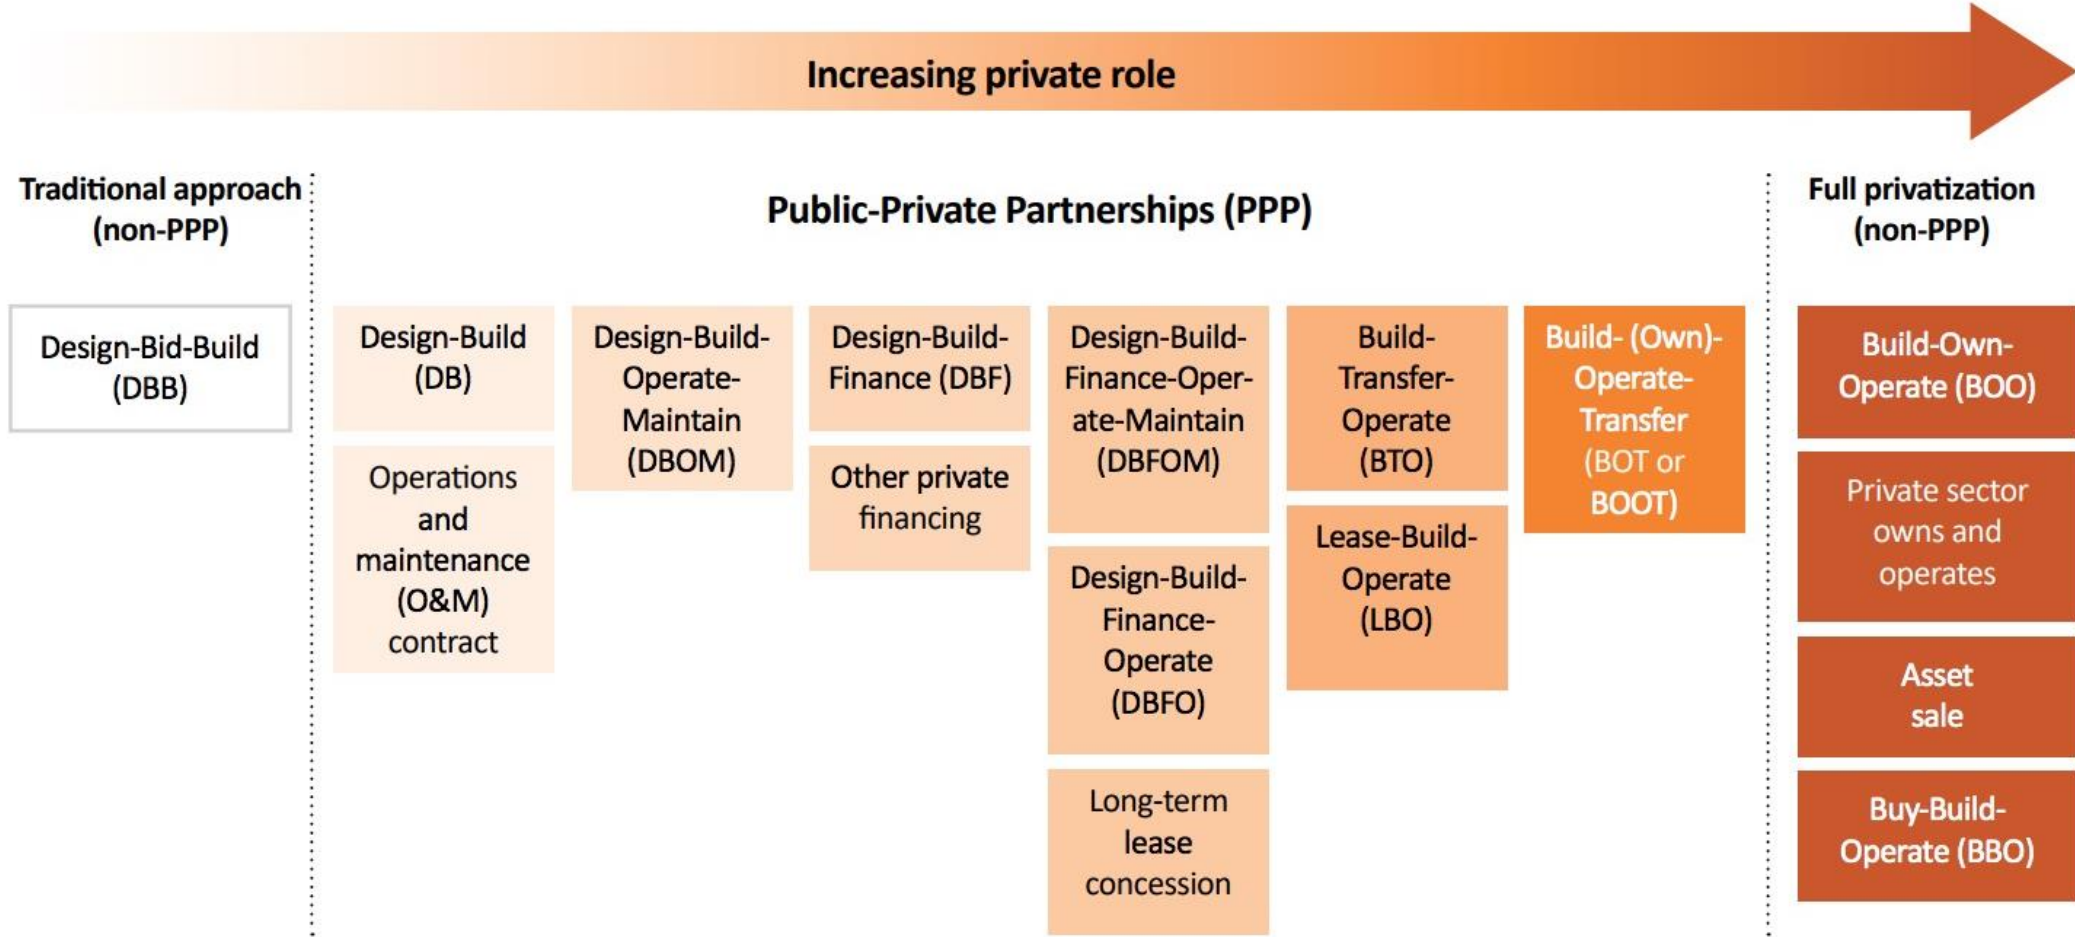 Increasing private role
Traditional approach
(non-PPP)
Public-Private Partnerships (PPP)
Full privatization
(non-PPP)
Design-Bid-Build
(DBB)
Design-Build
(DB)
Operations
and
maintenance
(O&M)
contract
Design-Build-
Operate-
Maintain
(DBOM)
Design-Build-
Finance (DBF)
Other private
financing
Design-Build-
Finance-Oper-
ate-Maintain
(DBFOM)
Design-Build-
Finance-
Operate
(DBFO)
Long-term
lease
concession
Build-
Transfer-
Operate
(BTO)
Lease-Build-
Operate
(LBO)
Build- (Own)-
Operate-
Transfer
(BOT or
BOOT)
Build-Own-
Operate (BOO)
Private sector
owns and
operates
Asset
sale
Buy-Build-
Operate (BBO)